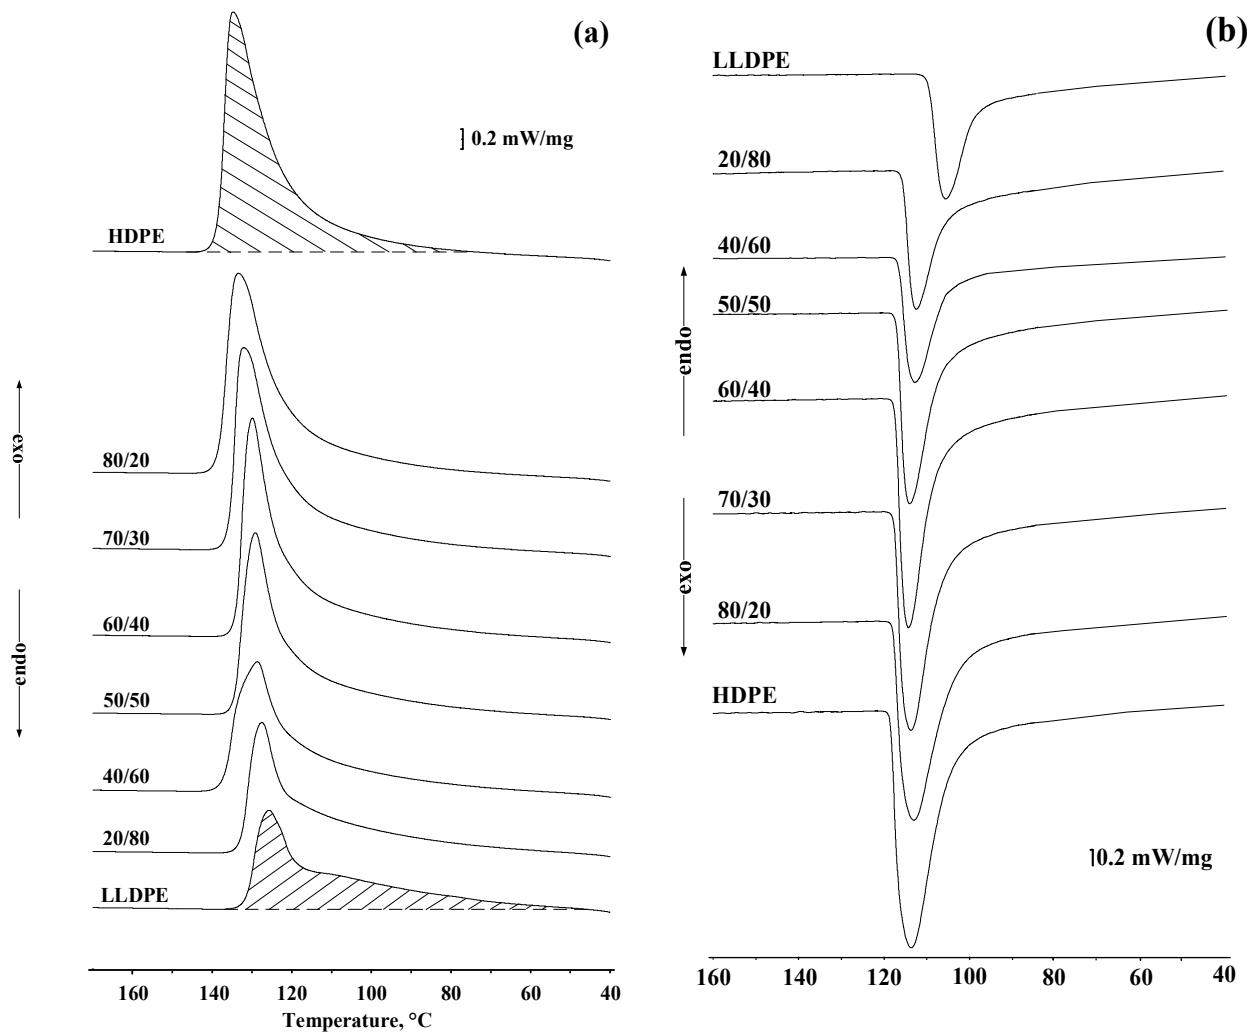 (a)
] 0.2 mW/mg
HDPE
80/20
70/30
60/40
50/50
40/60
20/80
LLDPE
exo
endo
160 140 120 100 80 60 40
Temperature, °C
(b)
LLDPE
20/80
40/60
50/50
60/40
70/30
80/20
HDPE
endo
exo
]0.2 mW/mg
160 140 120 100 80 60 40